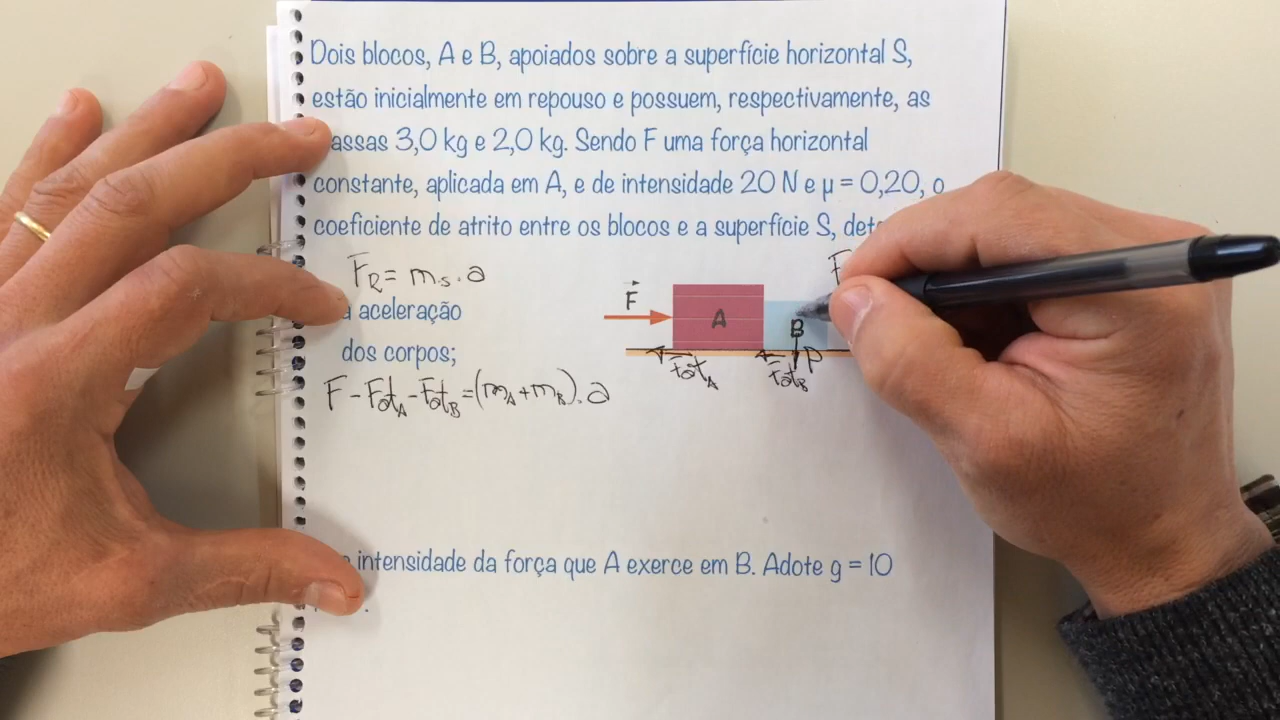 Dois blocos, A e B, apoiados sobre a superfície horizontal S,
estão inicialmente em repouso e possuem, respectivamente, as
assas 3,0 kg e 2,0 kg. Sendo F uma força horizontal
constante, aplicada em A, e de intensidade 20 N e μ = 0,20, o
coeficiente de atrito entre os blocos e a superfície S, dete
FR = m.s. a
F
a aceleração
F
A
B
dos corpos;
FatA
FatB
P
F - FatA - FatB = (mA + mB). a
intensidade da força que A exerce em B. Adote g = 10